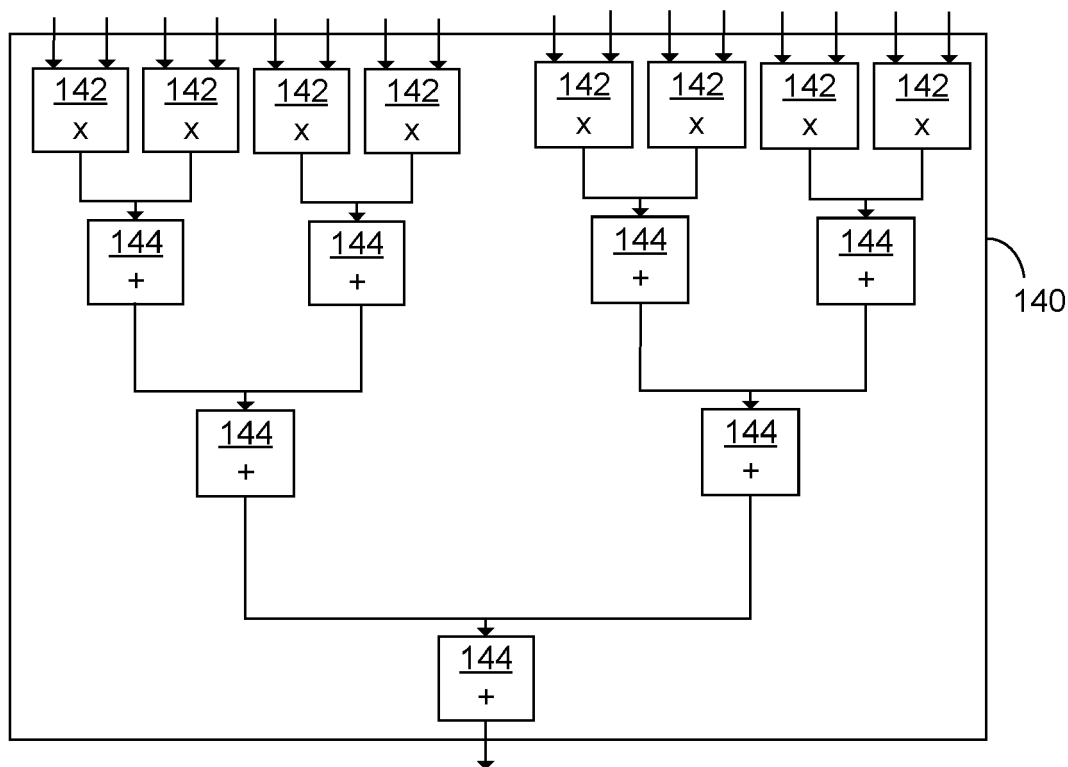 142 142 142 142 142 142 142 142
x x x x x x x x
144 144 144 144
+ + + +
140
144 144
+ +
144
+